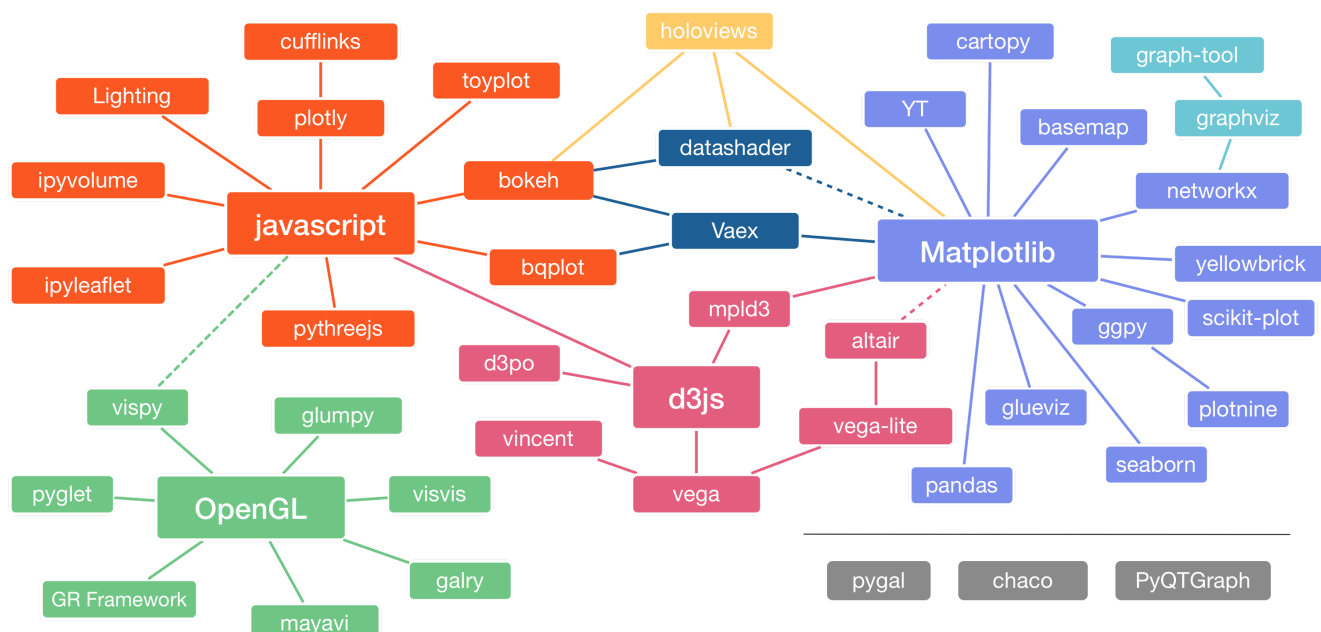 holoviews
cufflinks
cartopy
graph-tool
toyplot
Lighting
YT
plotly
graphviz
basemap
datashader
ipyvolume
bokeh
networkx
javascript
Vaex
Matplotlib
bqplot
yellowbrick
ipyleaflet
mpld3
scikit-plot
pythreejs
ggpy
altair
d3po
d3js
vispy
glumpy
glueviz
plotnine
vega-lite
vincent
seaborn
pandas
pyglet
visvis
vega
OpenGL
galry
pygal
chaco
PyQTGraph
GR Framework
mayavi